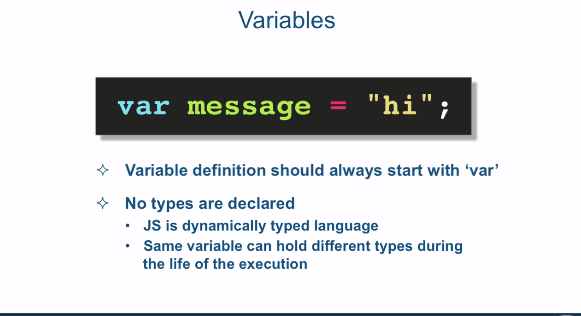 Variables
var message = "hi";
✧ Variable definition should always start with ‘var’
✧ No types are declared
• JS is dynamically typed language
• Same variable can hold different types during
the life of the execution